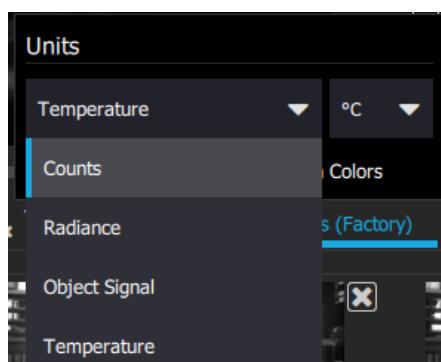 Units
Temperature
°C
Counts
Colors
Radiance
s (Factory)
Object Signal
Temperature